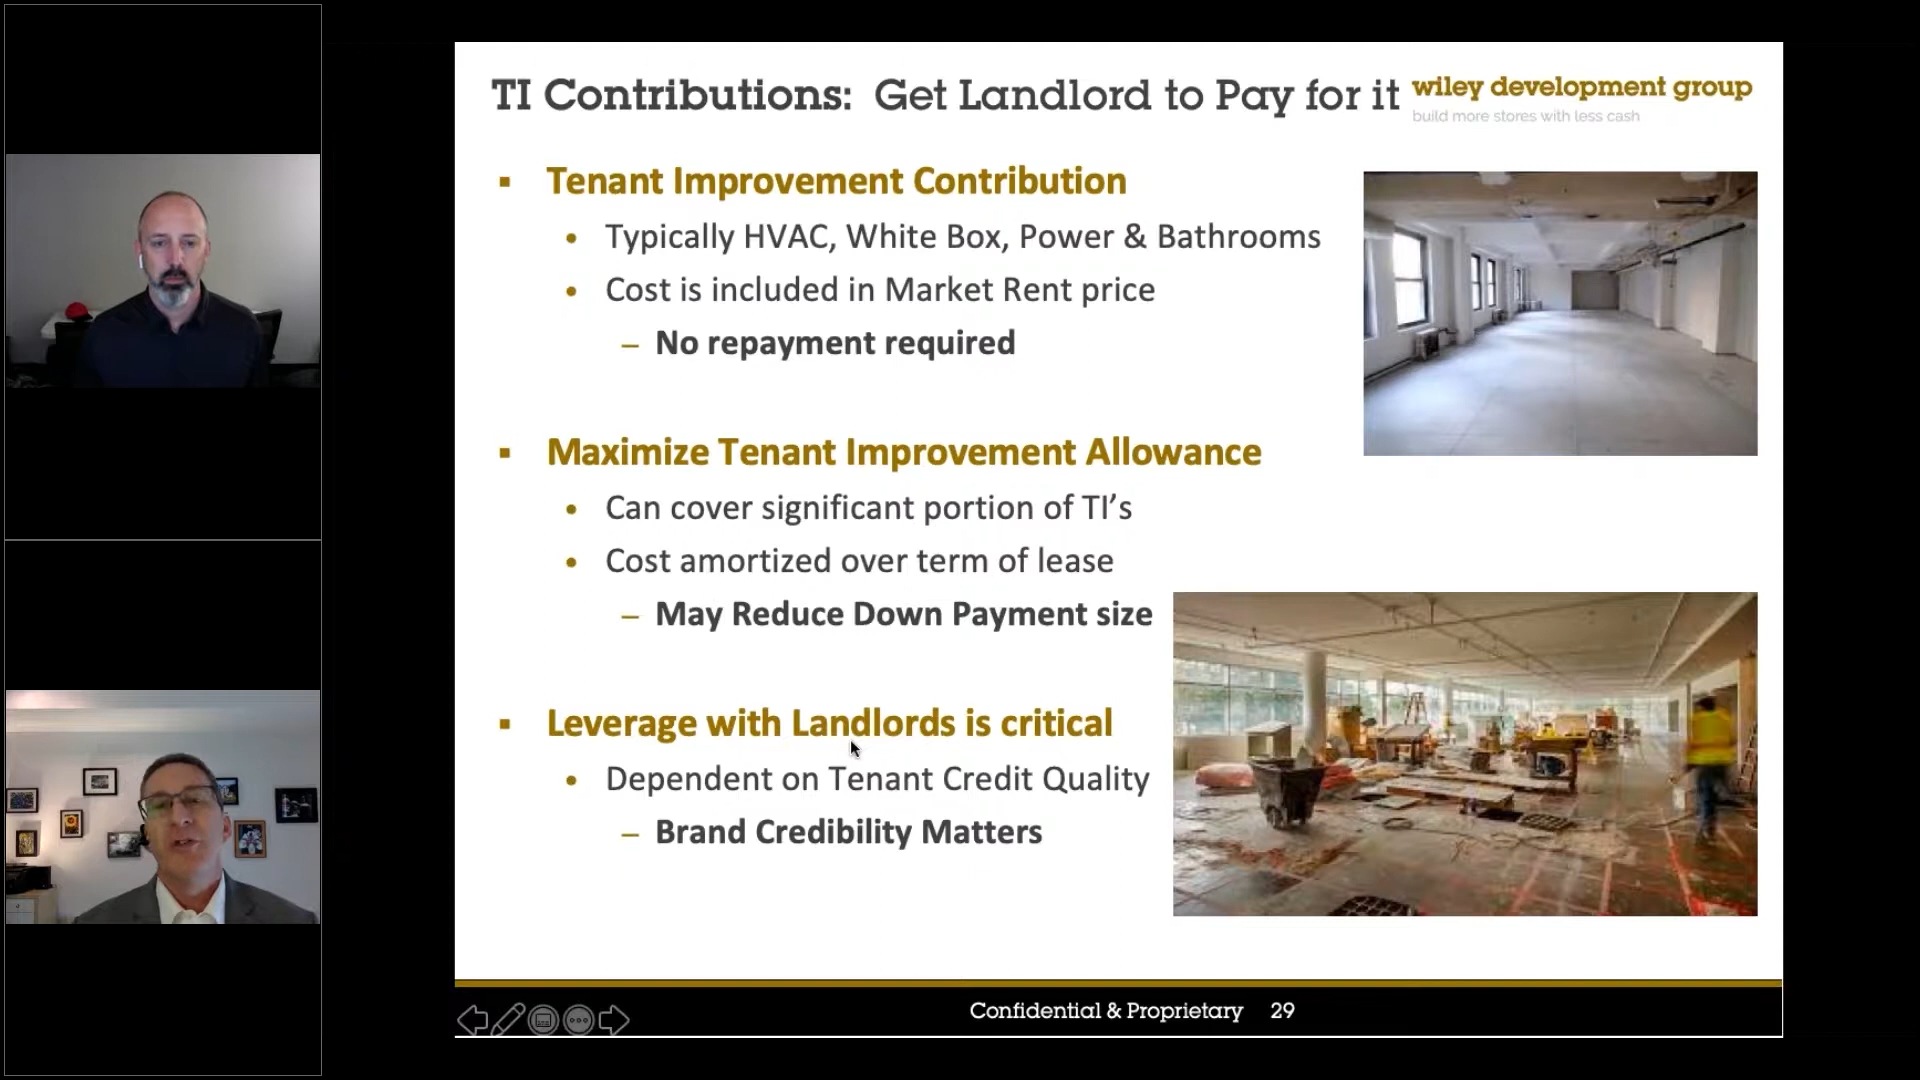 TI Contributions: Get Landlord to Pay for it
wiley development group
build more stores with less cash
▪ Tenant Improvement Contribution
• Typically HVAC, White Box, Power & Bathrooms
• Cost is included in Market Rent price
– No repayment required
▪ Maximize Tenant Improvement Allowance
• Can cover significant portion of TI’s
• Cost amortized over term of lease
– May Reduce Down Payment size
▪ Leverage with Landlords is critical
• Dependent on Tenant Credit Quality
– Brand Credibility Matters
Confidential & Proprietary 29